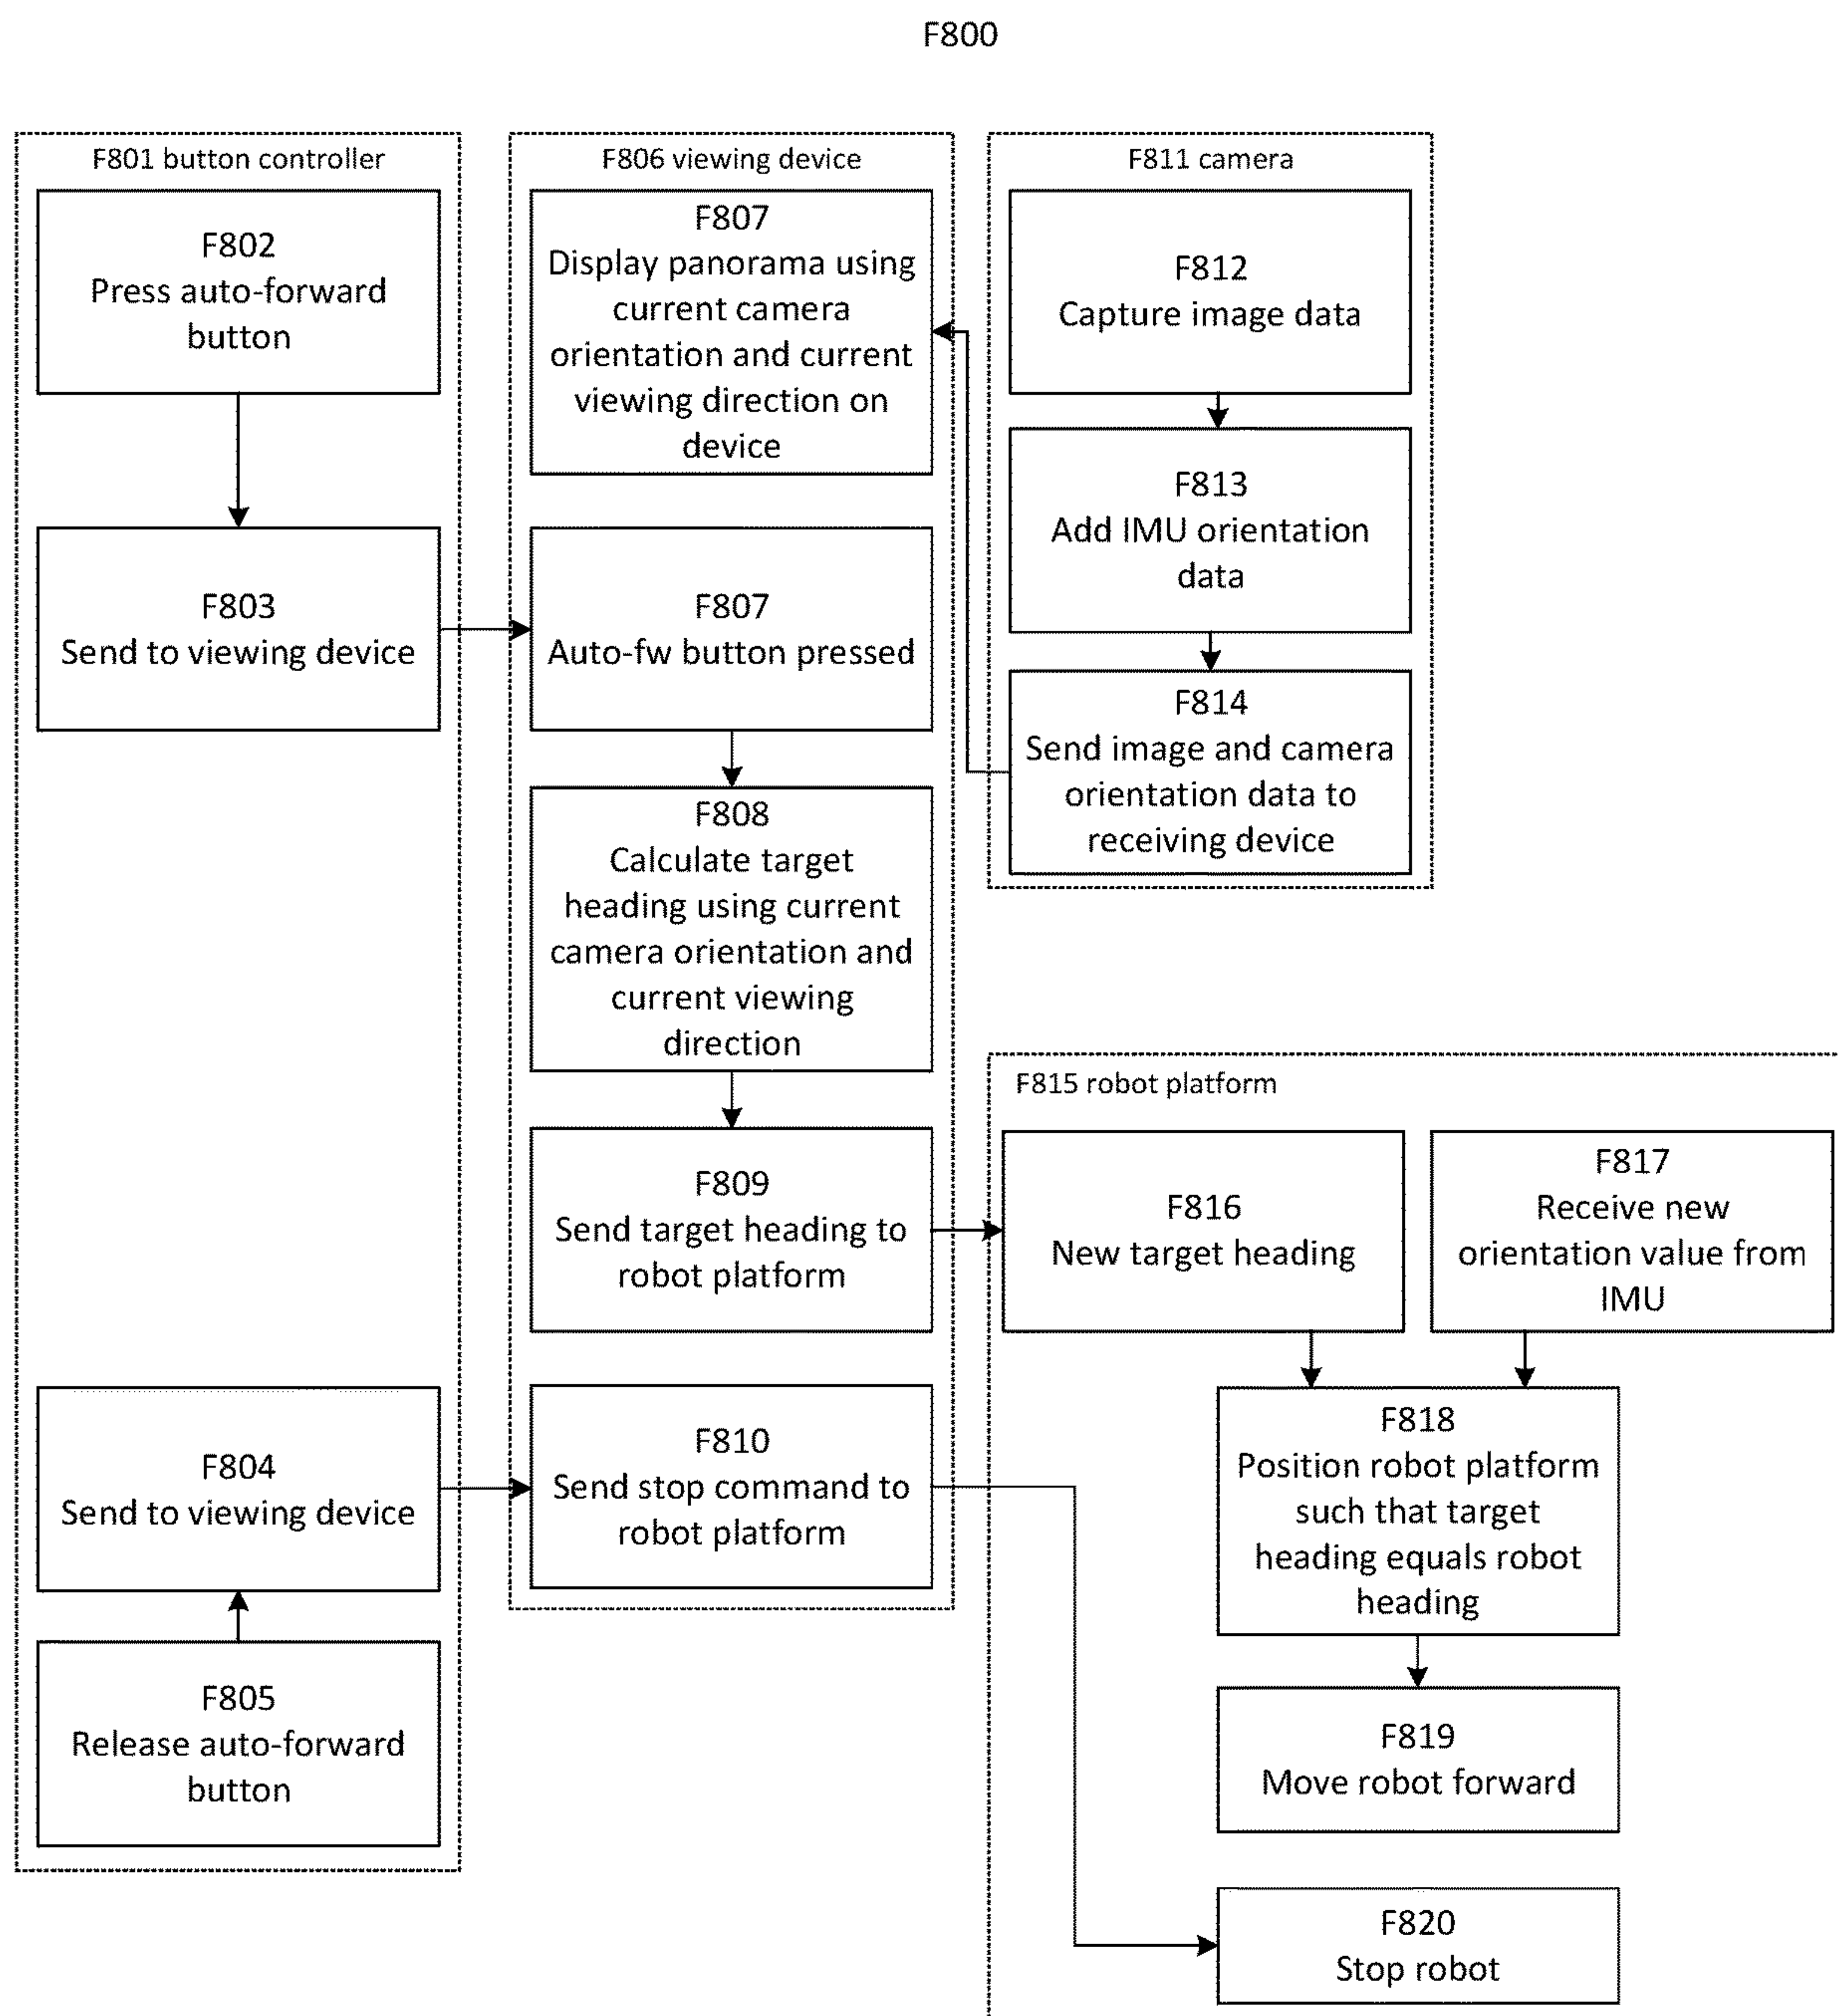 F800
F801 button controller
F802
Press auto-forward
button
F803
Send to viewing device
F804
Send to viewing device
F805
Release auto-forward
button
F806 viewing device
F807
Display panorama using
current camera
orientation and current
viewing direction on
device
F807
Auto-fw button pressed
F808
Calculate target
heading using current
camera orientation and
current viewing
direction
F809
Send target heading to
robot platform
F810
Send stop command to
robot platform
F811 camera
F812
Capture image data
F813
Add IMU orientation
data
F814
Send image and camera
orientation data to
receiving device
F815 robot platform
F816
New target heading
F817
Receive new
orientation value from
IMU
F818
Position robot platform
such that target
heading equals robot
heading
F819
Move robot forward
F820
Stop robot